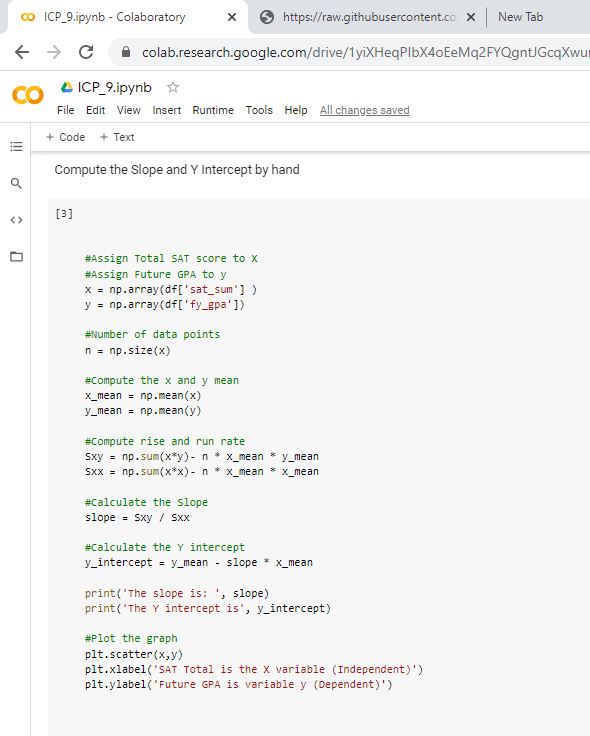 ICP_9.ipynb - Colaboratory
https://raw.githubusercontent.co
New Tab
colab.research.google.com/drive/1yiXHeqPIbX4oEeMq2FYQgntJGcqXwu
ICP_9.ipynb
File Edit View Insert Runtime Tools Help All changes saved
+ Code + Text
Compute the Slope and Y Intercept by hand
[3]
#Assign Total SAT score to X
#Assign Future GPA to y
x = np.array(df['sat_sum'] )
y = np.array(df['fy_gpa'])
#Number of data points
n = np.size(x)
#Compute the x and y mean
x_mean = np.mean(x)
y_mean = np.mean(y)
#Compute rise and run rate
Sxy = np.sum(x*y)- n * x_mean * y_mean
Sxx = np.sum(x*x)- n * x_mean * x_mean
#Calculate the Slope
slope = Sxy / Sxx
#Calculate the Y intercept
y_intercept = y_mean - slope * x_mean
print('The slope is: ', slope)
print('The Y intercept is', y_intercept)
#Plot the graph
plt.scatter(x,y)
plt.xlabel('SAT Total is the X variable (Independent)')
plt.ylabel('Future GPA is variable y (Dependent)')